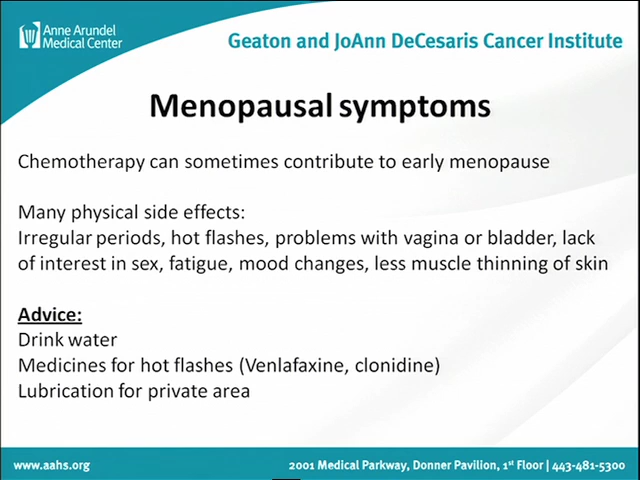 Anne Arundel
Medical Center
Geaton and JoAnn DeCesaris Cancer Institute
Menopausal symptoms
Chemotherapy can sometimes contribute to early menopause
Many physical side effects:
Irregular periods, hot flashes, problems with vagina or bladder, lack
of interest in sex, fatigue, mood changes, less muscle thinning of skin
Advice:
Drink water
Medicines for hot flashes (Venlafaxine, clonidine)
Lubrication for private area
www.aahs.org
2001 Medical Parkway, Donner Pavilion, 1st Floor | 443-481-5300